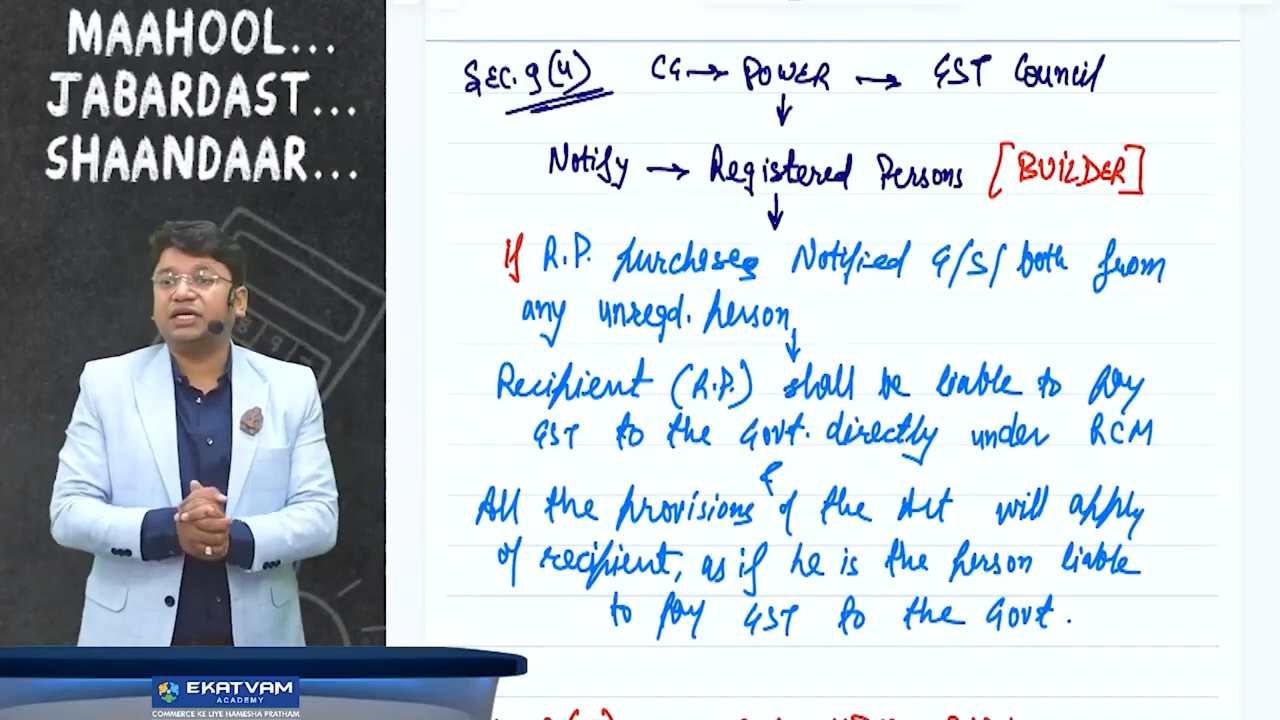 MAAHOOL...
JABARDAST...
SHAANDAAR...
SEC. 9(4) CG → POWER → GST Council
Notify → Registered Persons [BUILDER]
If R.P. purchases Notified G/S/both from
any unregd. person
Recipient (R.P.) shall be liable to pay
GST to the Govt. directly under RCM
&
All the provisions of the Act will apply
of recipient, as if he is the person liable
to pay GST to the Govt.
EKATVAM
ACADEMY
COMMERCE KE LIYE HAMESHA PRATHAM